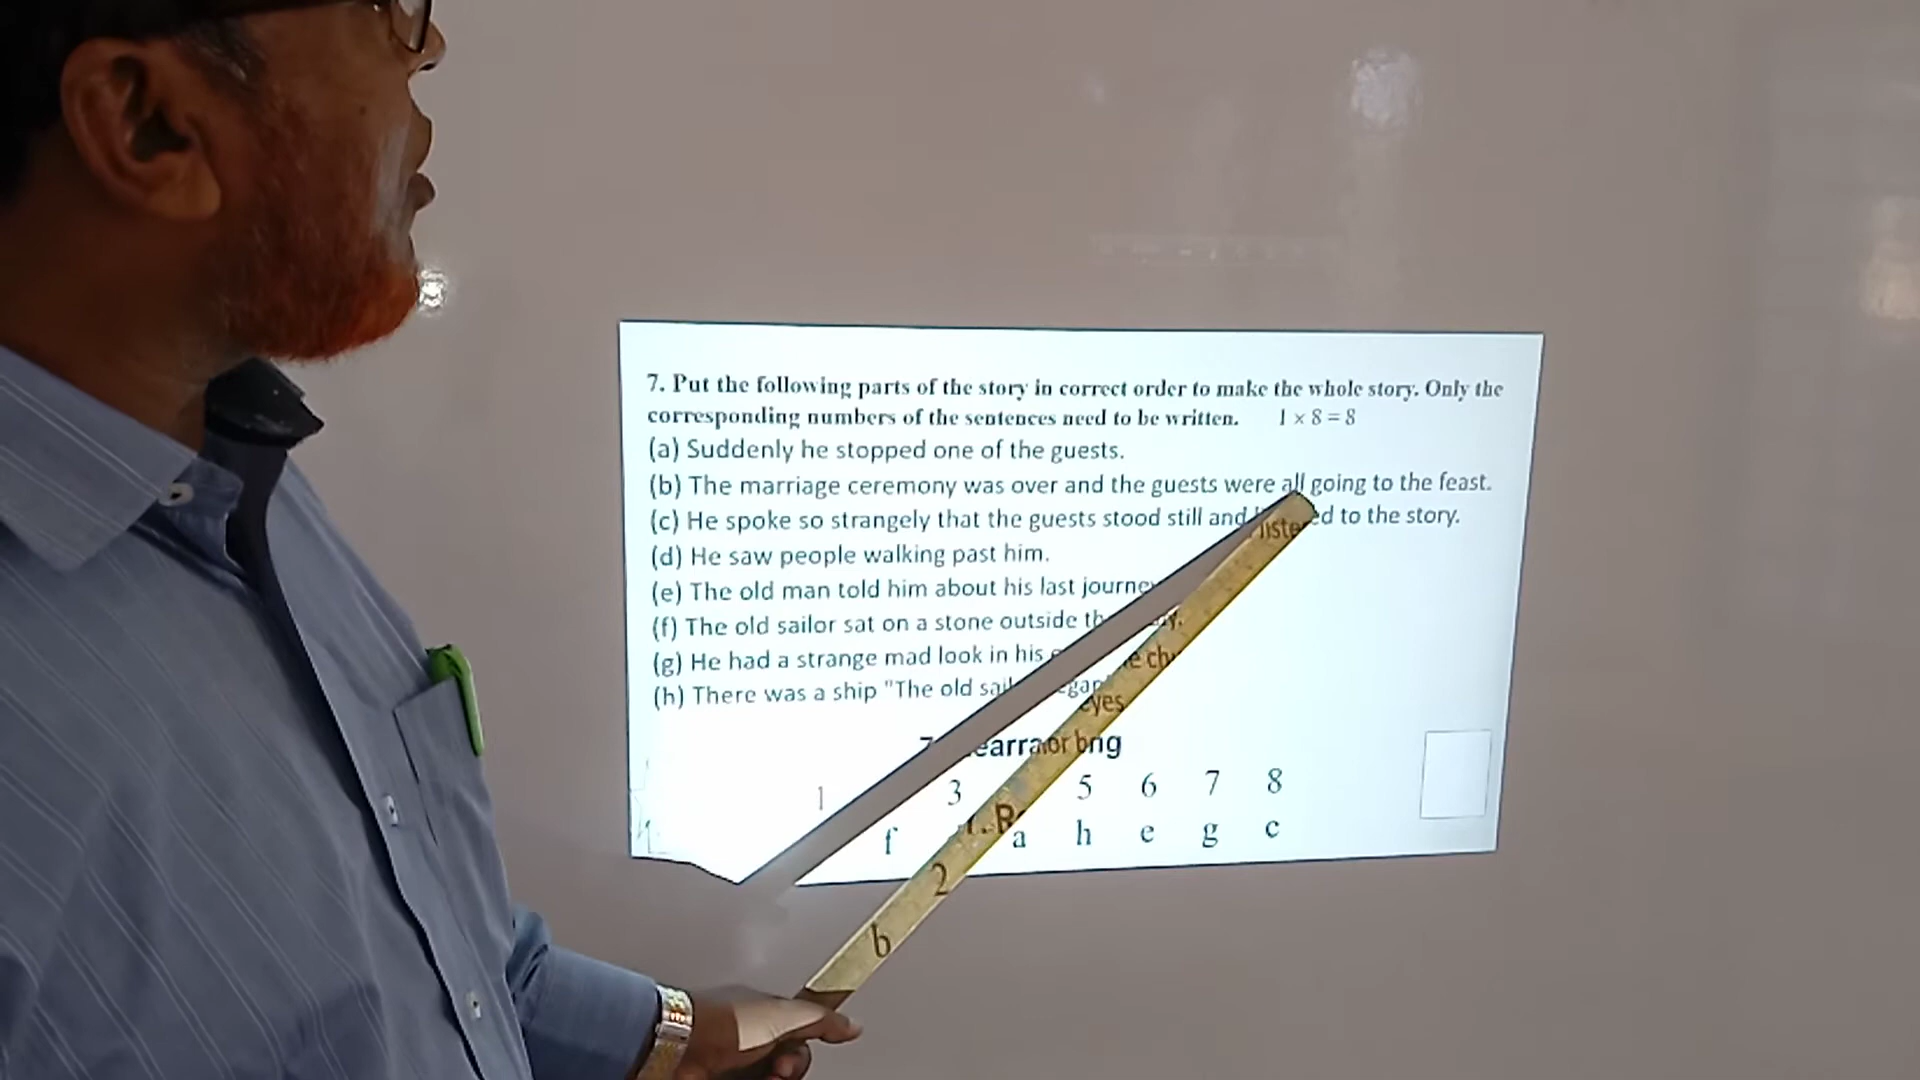 7. Put the following parts of the story in correct order to make the whole story. Only the
corresponding numbers of the sentences need to be written. 1 × 8 = 8
(a) Suddenly he stopped one of the guests.
(b) The marriage ceremony was over and the guests were all going to the feast.
(c) He spoke so strangely that the guests stood still and listened to the story.
(d) He saw people walking past him.
(e) The old man told him about his last journey.
(f) The old sailor sat on a stone outside the
(g) He had a strange mad look in his eyes
(h) There was a ship "The old
1 2 3 5 6 7 8
b f a h e g c